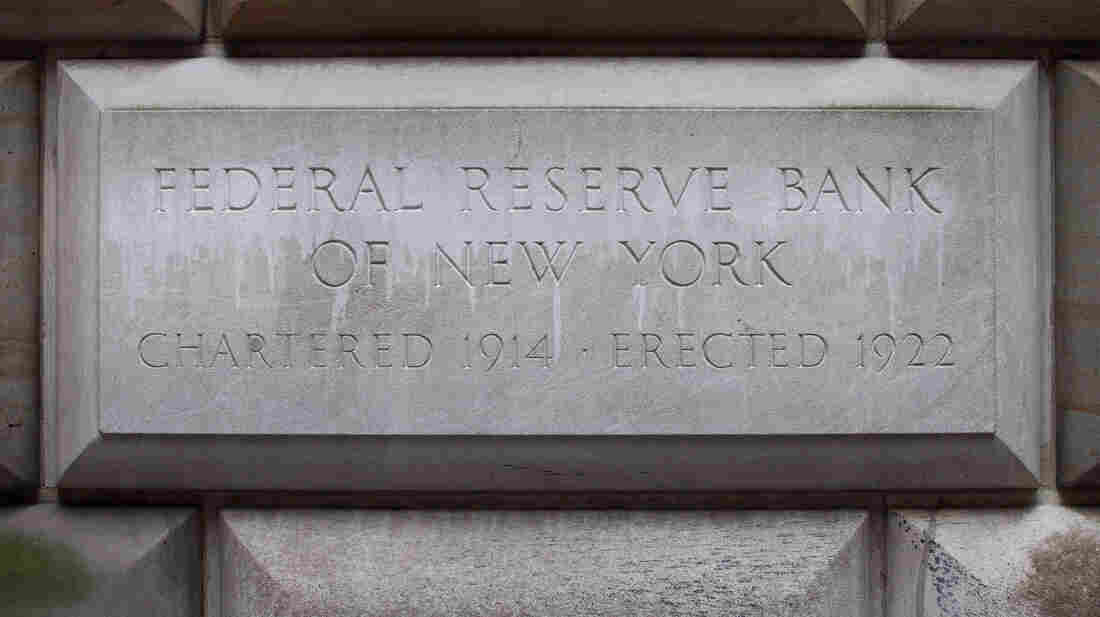 FEDERAL RESERVE BANK
OF NEW YORK
CHARTERED 1914 · ERECTED 1922